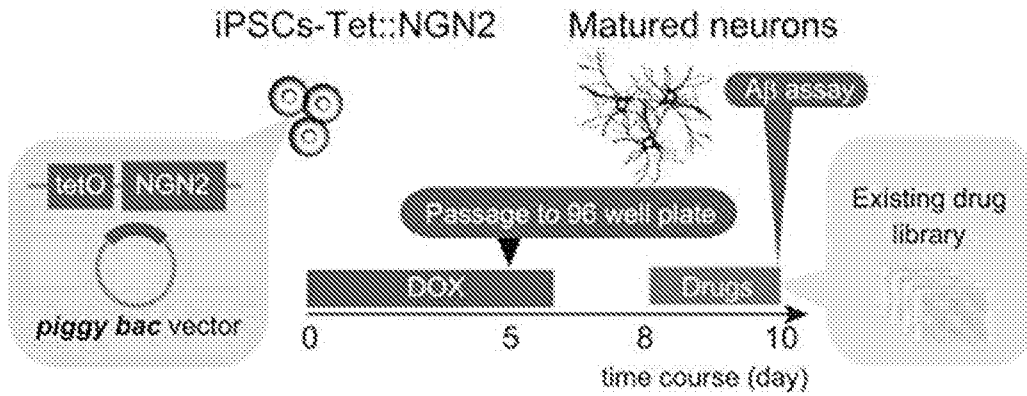 iPSCs-Tet::NGN2
Matured neurons
Aβ assay
tetO NGN2
piggy bac vector
Passage to 96 well plate
Existing drug
library
DOX
Drugs
0 5 8 10
time course (day)